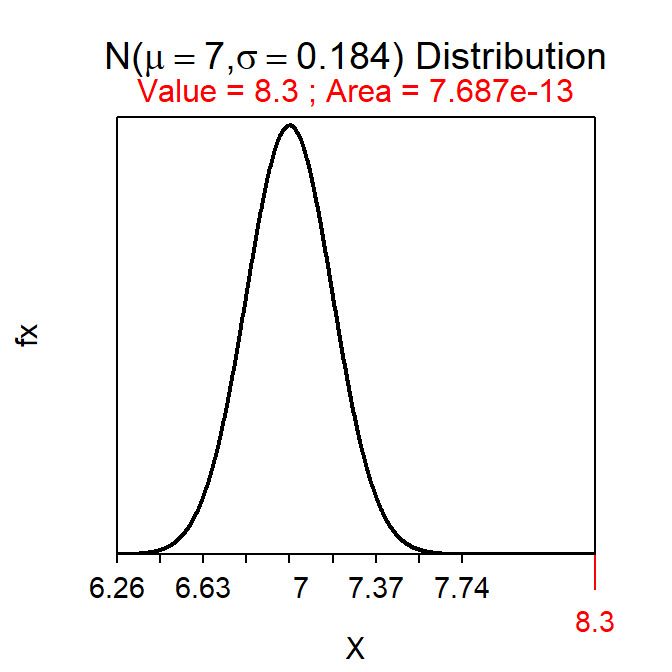 N(μ = 7,σ = 0.184) Distribution
Value = 8.3 ; Area = 7.687e-13
fx
6.26 6.63 7 7.37 7.74
8.3
X